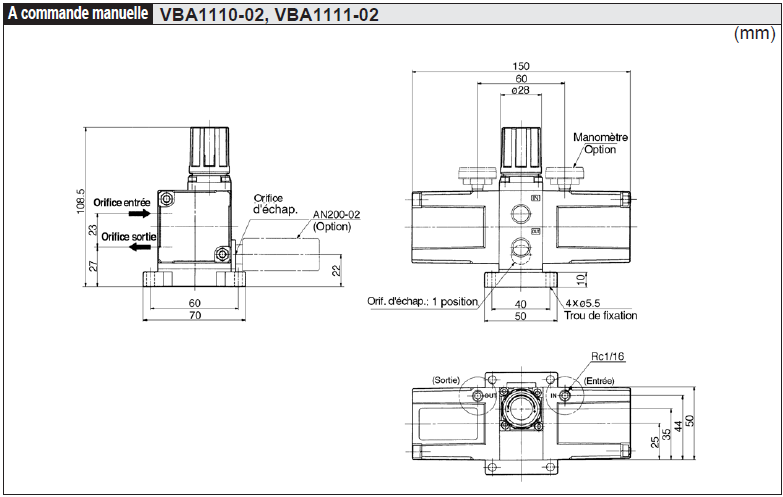 A commande manuelle VBA1110-02, VBA1111-02
(mm)
108.5
Orifice entrée
Orifice sortie
23
27
Orifice
d'échap.
AN200-02
(Option)
22
60
70
150
60
ø28
Manomètre
Option
IN
OUT
Orif. d'échap.: 1 position
10
40
50
4×ø5.5
Trou de fixation
Rc1/16
(Sortie)
(Entrée)
OUT
IN
25
35
44
50